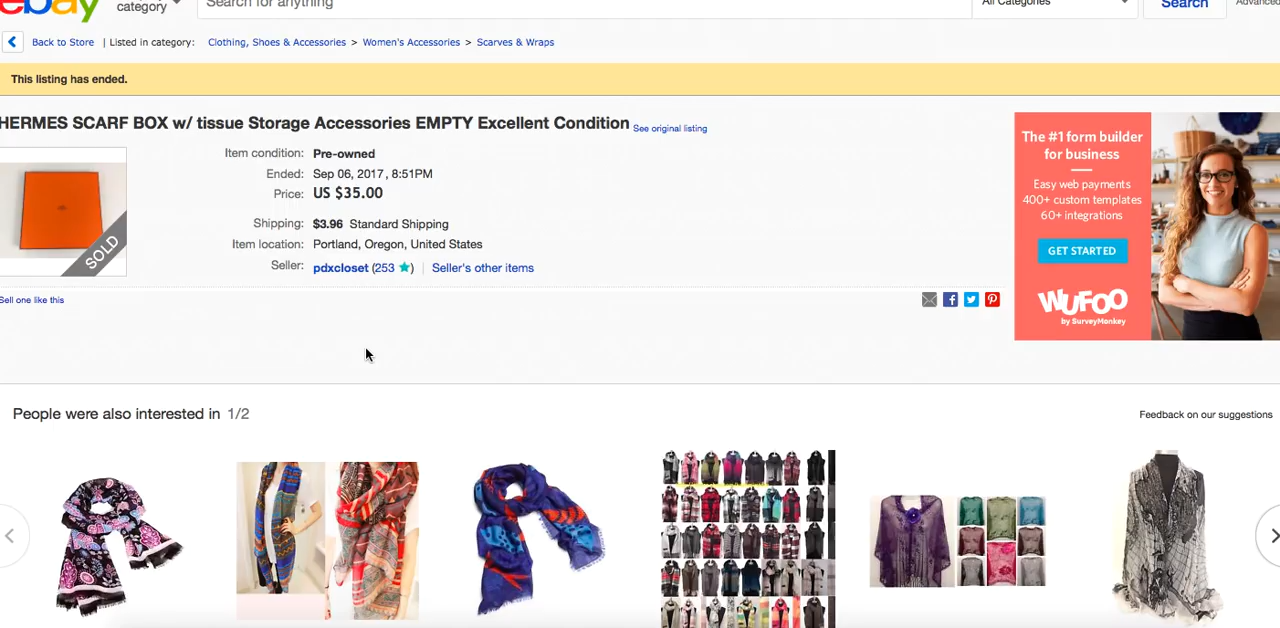 ebay
category
Search for anything
All Categories
Search
Advanced
Back to Store | Listed in category: Clothing, Shoes & Accessories > Women's Accessories > Scarves & Wraps
This listing has ended.
HERMES SCARF BOX w/ tissue Storage Accessories EMPTY Excellent Condition See original listing
SOLD
Item condition: Pre-owned
Ended: Sep 06, 2017 , 8:51PM
Price: US $35.00
Shipping: $3.96 Standard Shipping
Item location: Portland, Oregon, United States
Seller: pdxcloset (253 ★) | Seller's other items
Sell one like this
The #1 form builder
for business
Easy web payments
400+ custom templates
60+ integrations
GET STARTED
WUFOO
by SurveyMonkey
People were also interested in 1/2
Feedback on our suggestions